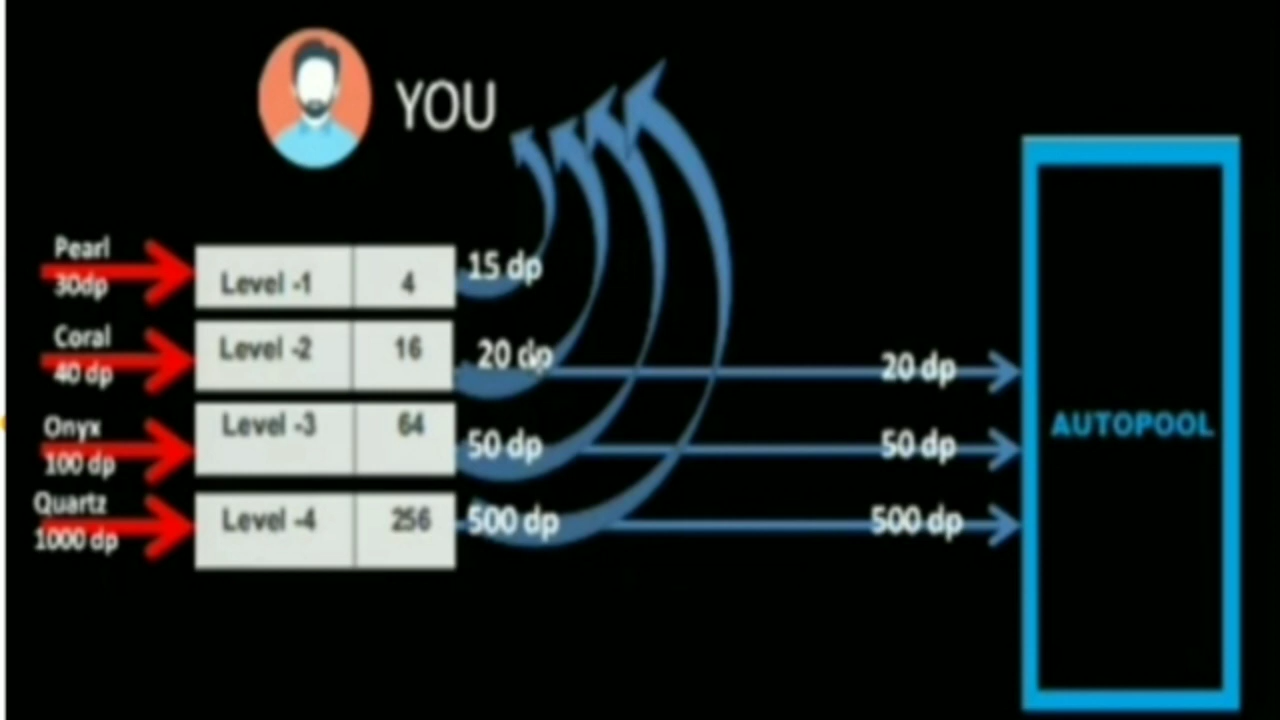 YOU
Pearl
30dp
Level -1
4
15 dp
Coral
40 dp
Level -2
16
20 dp
20 dp
Onyx
100 dp
Level -3
64
50 dp
50 dp
AUTOPOOL
Quartz
1000 dp
Level -4
256
500 dp
500 dp